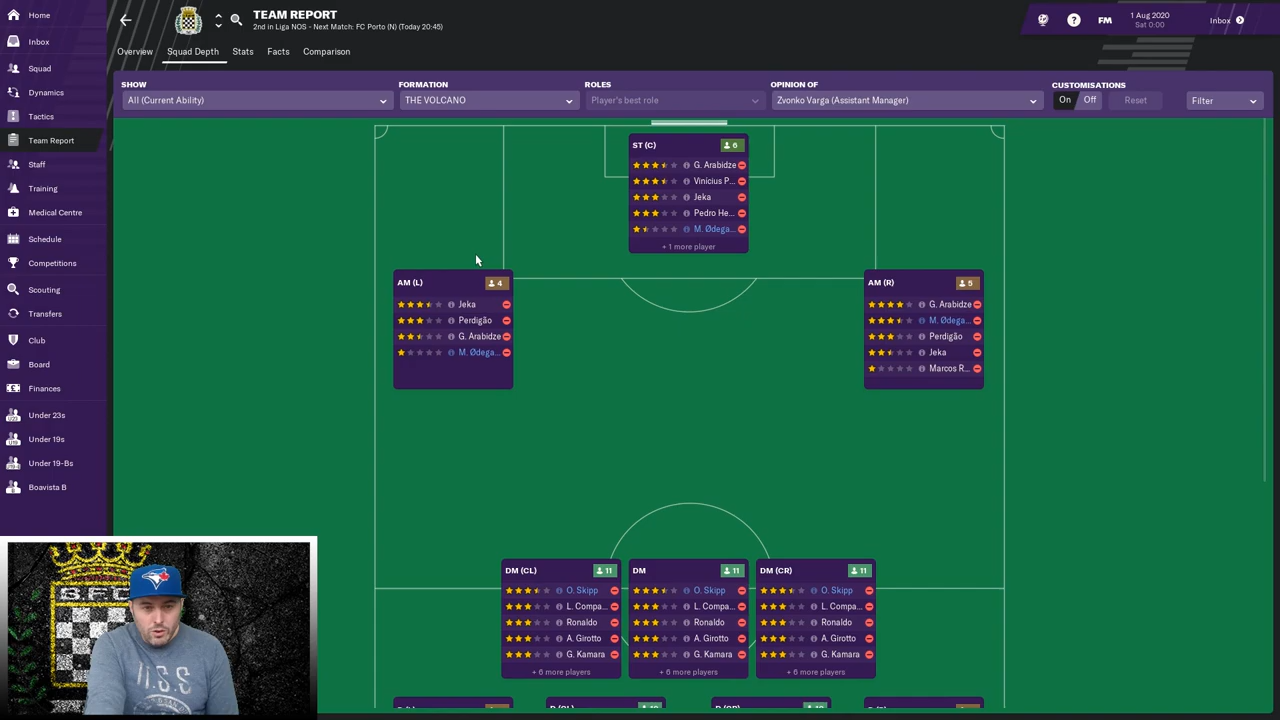 Home
Inbox
Squad
Dynamics
Tactics
Team Report
Staff
Training
Medical Centre
Schedule
Competitions
Scouting
Transfers
Club
Board
Finances
Under 23s
Under 19s
Under 19-Bs
Boavista B
TEAM REPORT
2nd in Liga NOS - Next Match: FC Porto (N) (Today 20:45)
? FM
1 Aug 2020
Sat 0:00
Inbox
Overview Squad Depth Stats Facts Comparison
SHOW
All (Current Ability)
FORMATION
THE VOLCANO
ROLES
Player's best role
OPINION OF
Zvonko Varga (Assistant Manager)
CUSTOMISATIONS
On Off Reset
Filter
ST (C) 6
G. Arabidze
Vinícius P...
Jeka
Pedro He...
M. Ødega...
+ 1 more player
AM (L) 4
Jeka
Perdigão
G. Arabidze
M. Ødega...
AM (R) 5
G. Arabidze
M. Ødega...
Perdigão
Jeka
Marcos R...
DM (CL) 11
O. Skipp
L. Compa...
Ronaldo
A. Girotto
G. Kamara
+ 6 more players
DM 11
O. Skipp
L. Compa...
Ronaldo
A. Girotto
G. Kamara
+ 6 more players
DM (CR) 11
O. Skipp
L. Compa...
Ronaldo
A. Girotto
G. Kamara
+ 6 more players